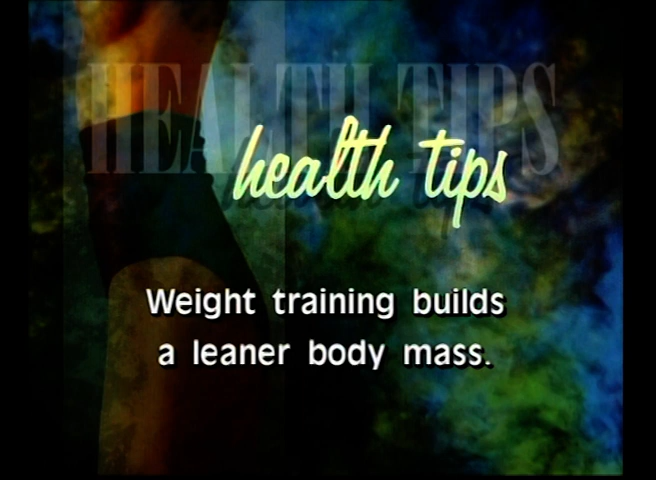 HEALTH TIPS
health tips
Weight training builds
a leaner body mass.